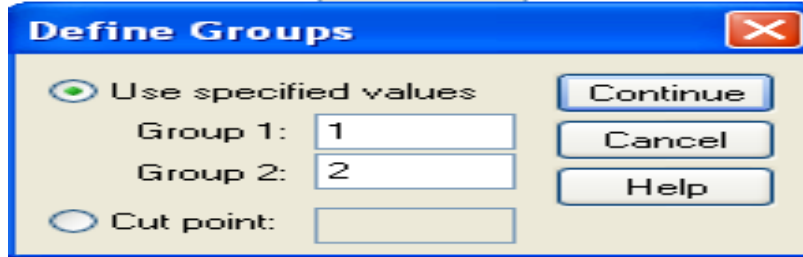 Define Groups
Use specified values
Continue
Group 1: 1
Cancel
Group 2: 2
Help
Cut point: